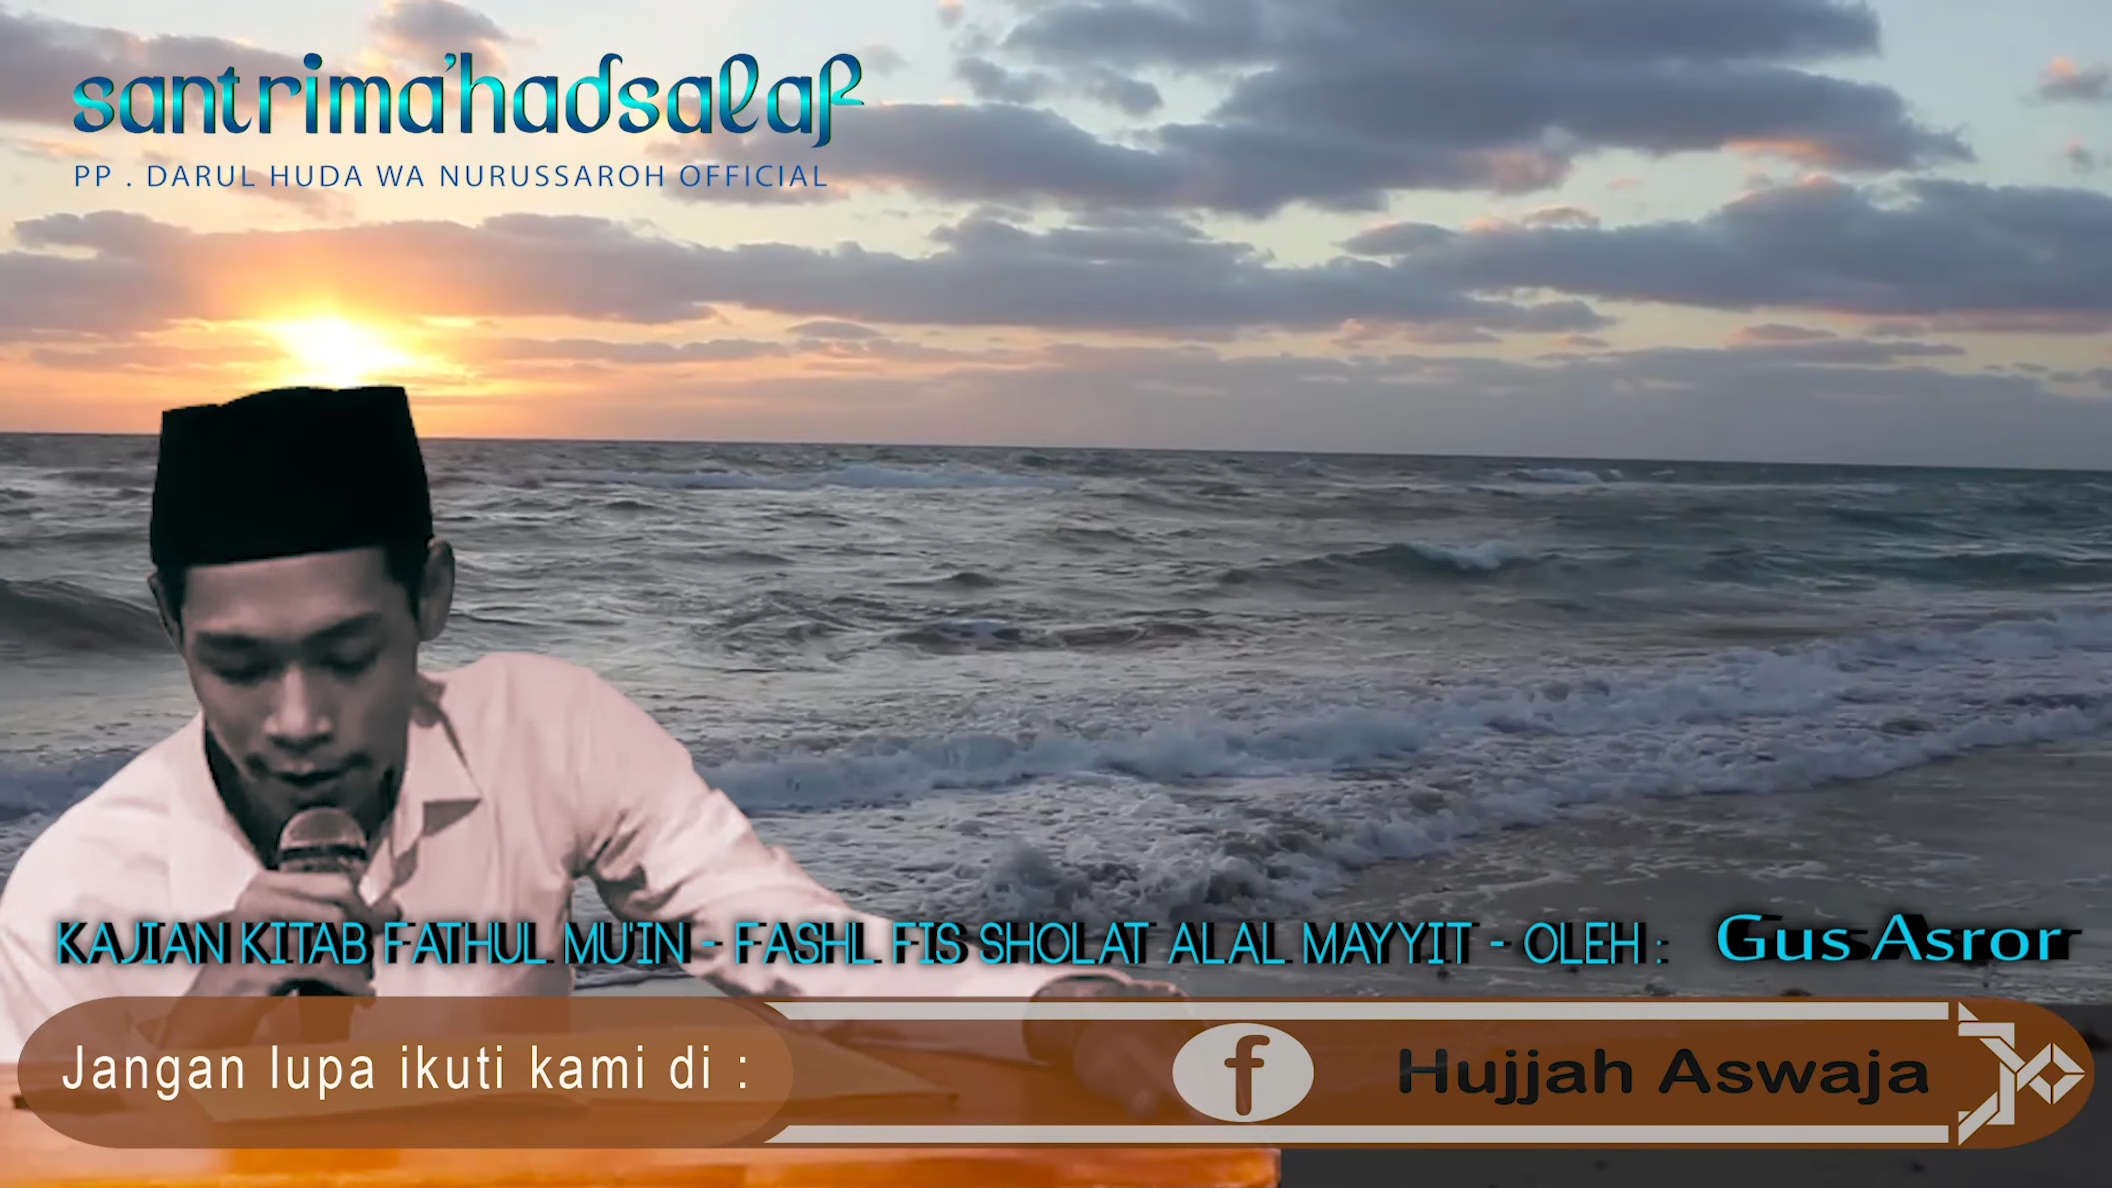 santrima'hadsalaf
PP . DARUL HUDA WA NURUSSAROH OFFICIAL
KAJIAN KITAB FATHUL MU'IN - FASHL FIS SHOLAT ALAL MAYYIT - OLEH : Gus Asror
Jangan lupa ikuti kami di : f Hujjah Aswaja